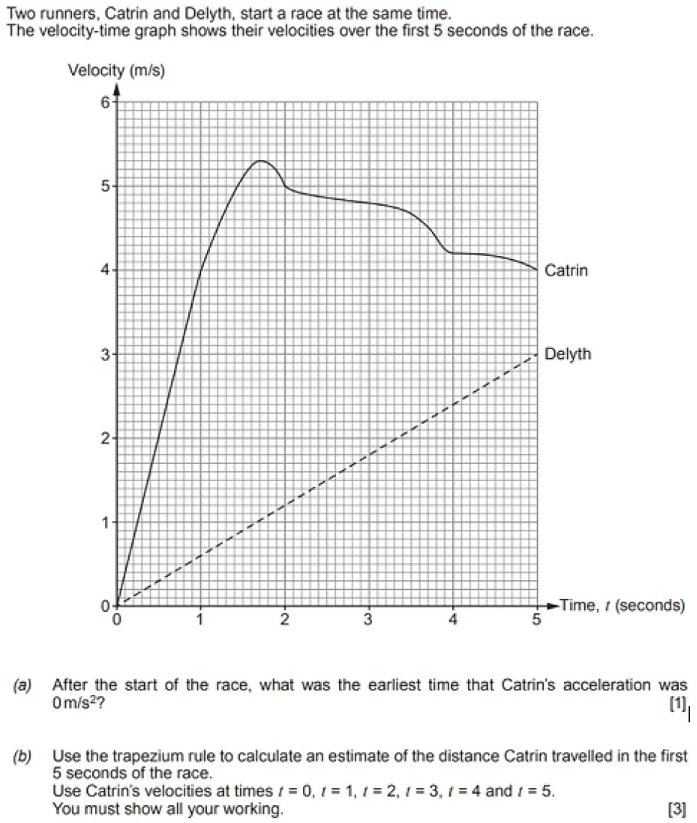 Two runners, Catrin and Delyth, start a race at the same time.
The velocity-time graph shows their velocities over the first 5 seconds of the race.
Velocity (m/s)
6
5
4
Catrin
3
Delyth
2
1
0
Time, t (seconds)
0 1 2 3 4 5
(a) After the start of the race, what was the earliest time that Catrin's acceleration was
0 m/s²?
[1]
(b) Use the trapezium rule to calculate an estimate of the distance Catrin travelled in the first
5 seconds of the race.
Use Catrin's velocities at times t = 0, t = 1, t = 2, t = 3, t = 4 and t = 5.
You must show all your working.
[3]